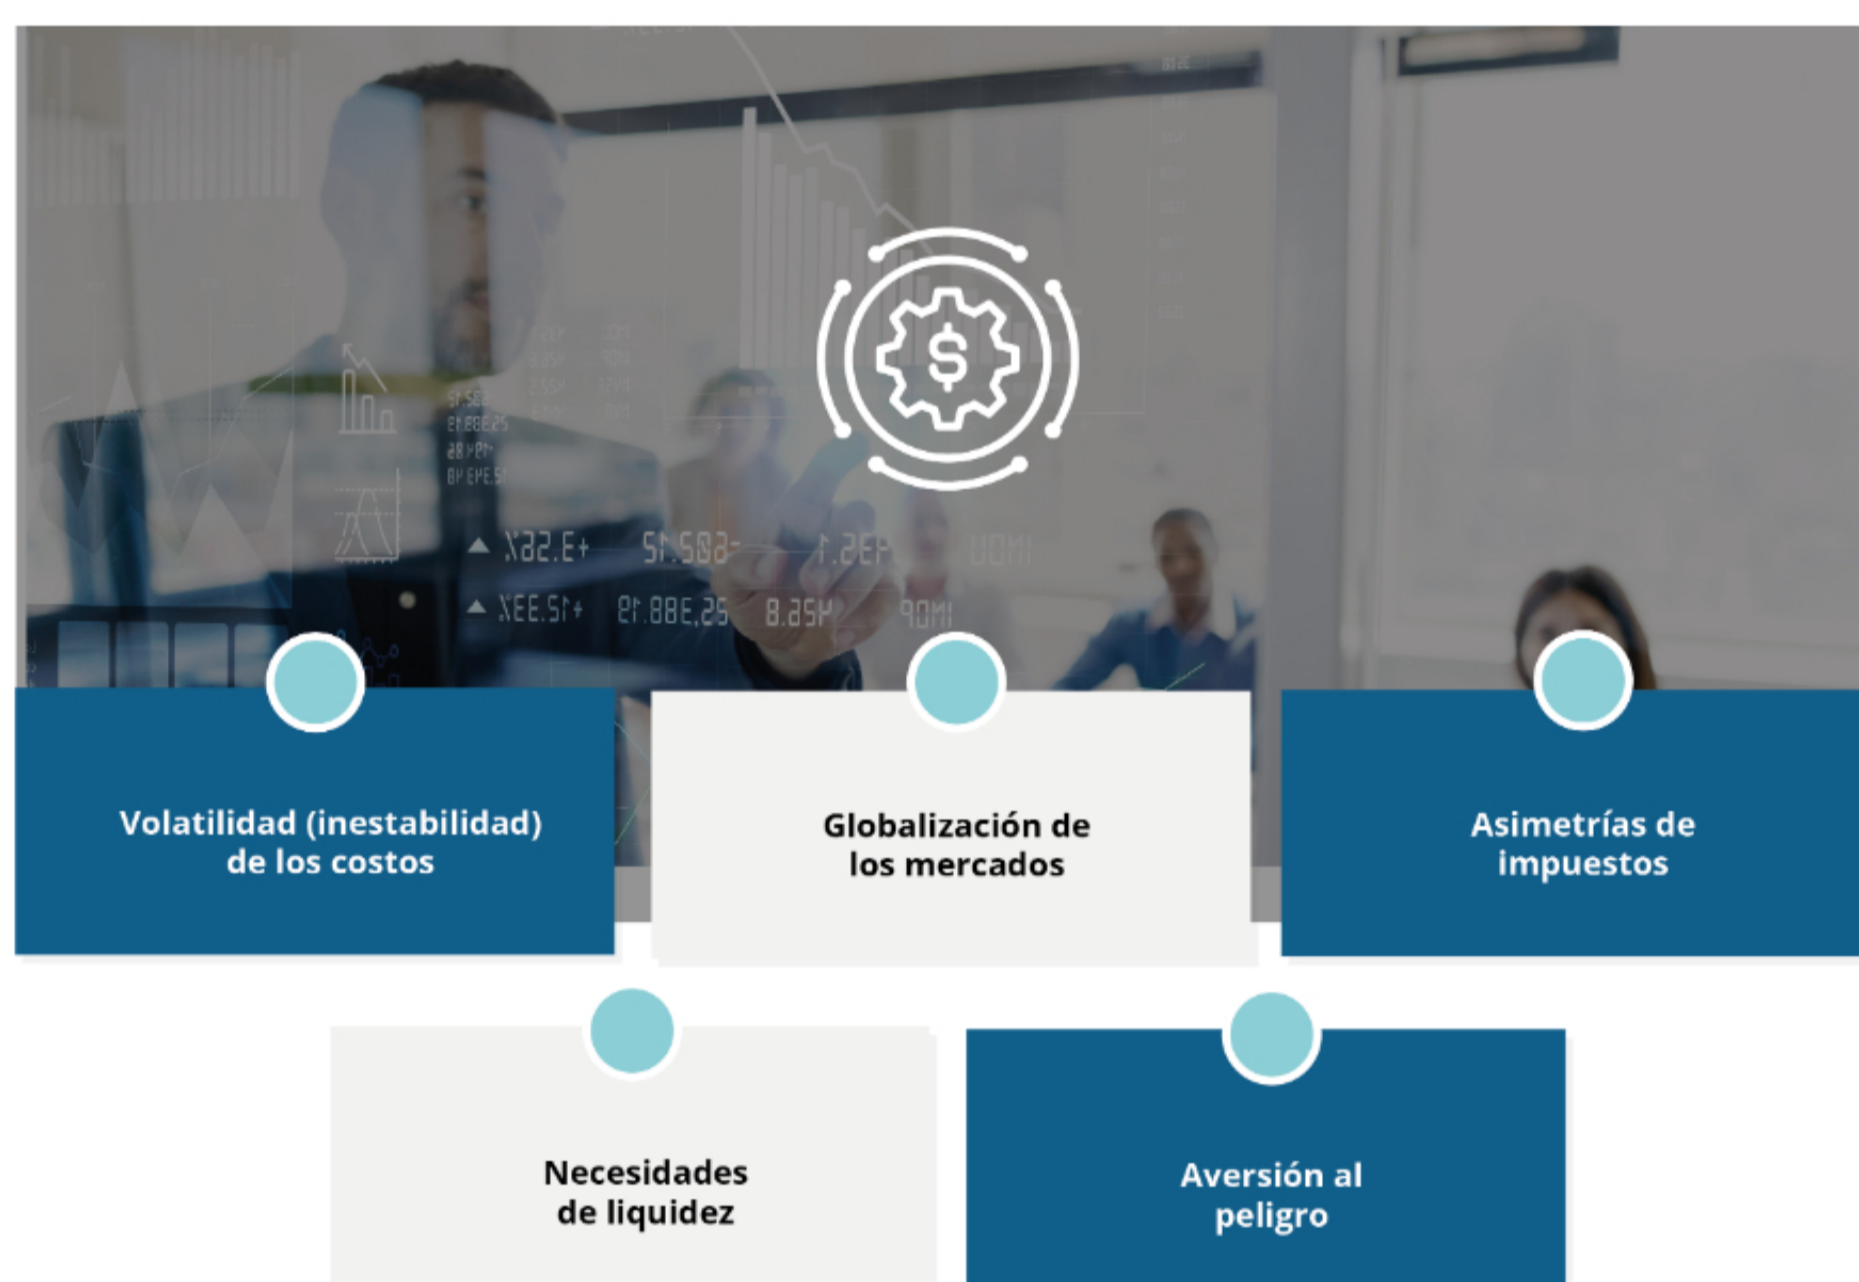 Volatilidad (inestabilidad)
de los costos
Globalización de
los mercados
Asimetrías de
impuestos
Necesidades
de liquidez
Aversión al
peligro